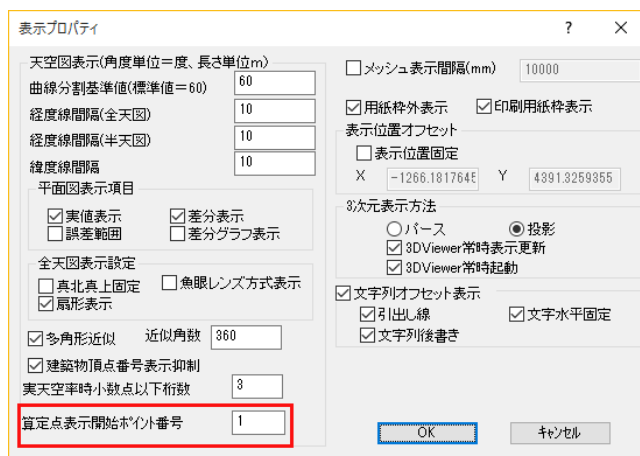 表示プロパティ ? ×
天空図表示(角度単位=度、長さ単位m)
曲線分割基準値(標準値=60) 60
経度線間隔(全天図) 10
経度線間隔(半天図) 10
緯度線間隔 10
平面図表示項目
実値表示 差分表示
誤差範囲 差分グラフ表示
全天図表示設定
真北真上固定 魚眼レンズ方式表示
扇形表示
多角形近似 近似角数 360
建築物頂点番号表示抑制
実天空率時小数点以下桁数 3
算定点表示開始ポイント番号 1
メッシュ表示間隔(mm) 10000
用紙枠外表示 印刷用紙枠表示
表示位置オフセット
表示位置固定
X -1266.1817645 Y 4391.3259355
3次元表示方法
パース 投影
3DViewer常時表示更新
3DViewer常時起動
文字列オフセット表示
引出し線 文字水平固定
文字列後書き
OK キャンセル